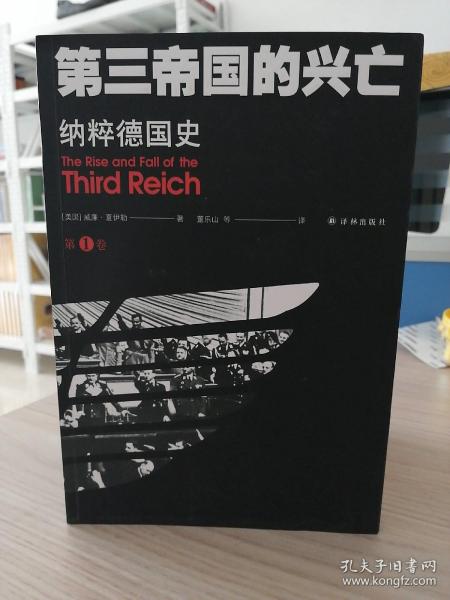 第三帝国的兴亡
纳粹德国史
The Rise and Fall of the
Third Reich
[美国] 威廉·夏伊勒 著 董乐山 等 译 译林出版社
第1卷
孔夫子旧书网
www.kongfz.com